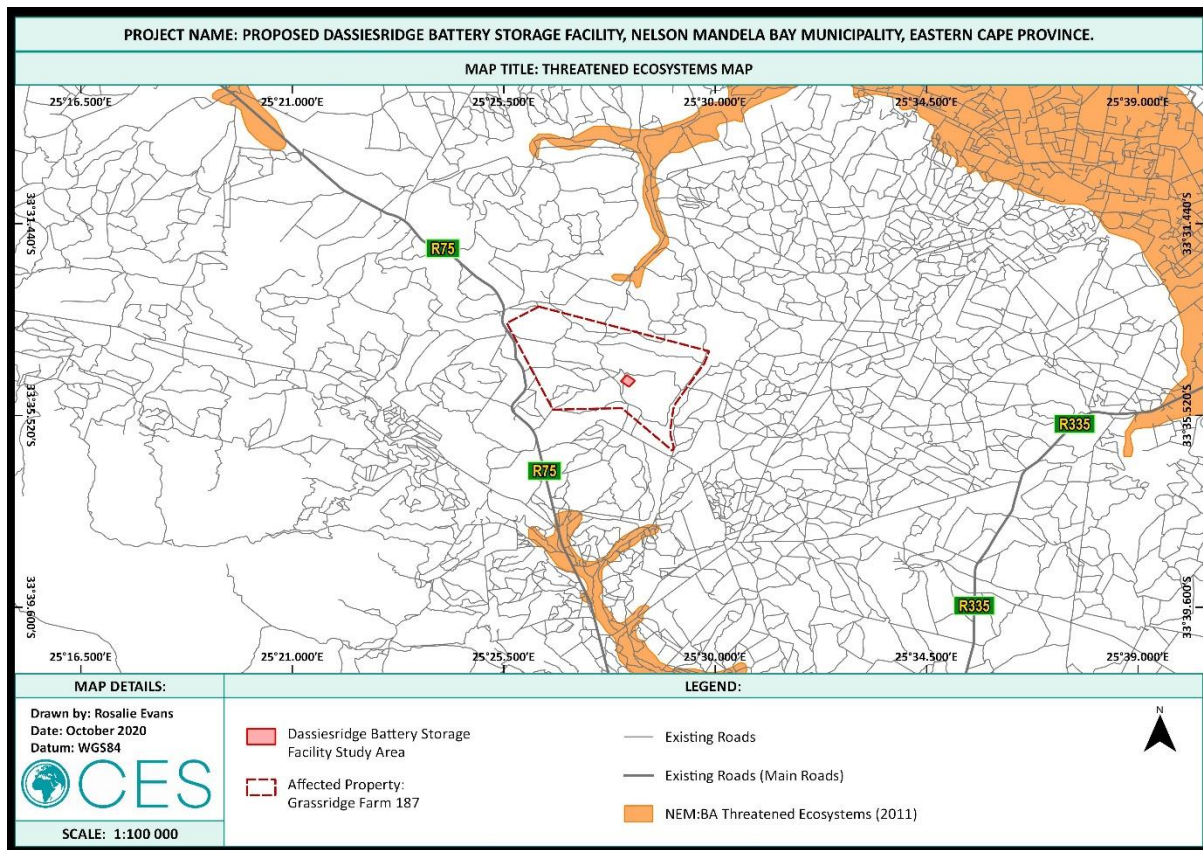 PROJECT NAME: PROPOSED DASSIESRIDGE BATTERY STORAGE FACILITY, NELSON MANDELA BAY MUNICIPALITY, EASTERN CAPE PROVINCE.
MAP TITLE: THREATENED ECOSYSTEMS MAP
25°16.500'E
25°21.000'E
25°25.500'E
25°30.000'E
25°34.500'E
25°39.000'E
33°31.440'S
33°31.440'S
R75
33°35.520'S
33°35.520'S
R335
R75
33°39.600'S
33°39.600'S
R335
25°16.500'E
25°21.000'E
25°25.500'E
25°30.000'E
25°34.500'E
25°39.000'E
MAP DETAILS:
Drawn by: Rosalie Evans
Date: October 2020
Datum: WGS84
CES
SCALE: 1:100 000
LEGEND:
Dassiesridge Battery Storage
Facility Study Area
Affected Property:
Grassridge Farm 187
Existing Roads
Existing Roads (Main Roads)
NEM:BA Threatened Ecosystems (2011)
N